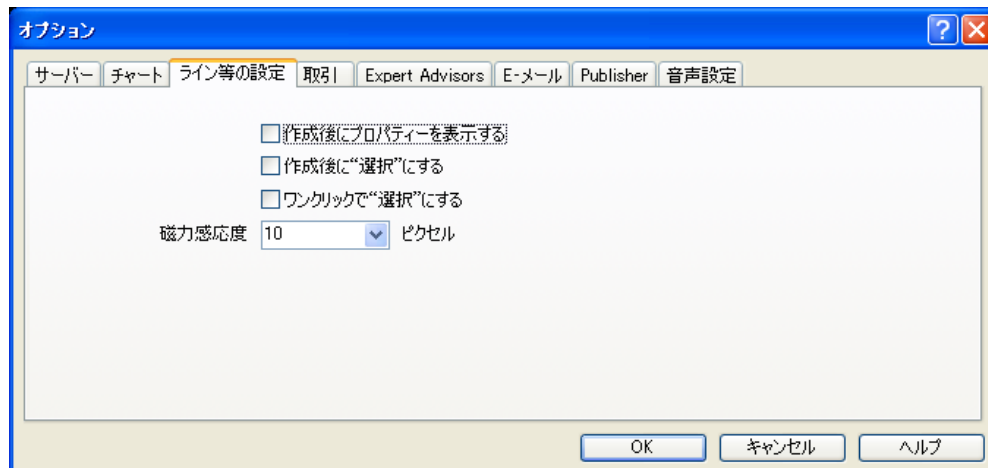 オプション
サーバー チャート ライン等の設定 取引 Expert Advisors E-メール Publisher 音声設定
作成後にプロパティーを表示する
作成後に“選択”にする
ワンクリックで“選択”にする
磁力感応度 10 ピクセル
OK キャンセル ヘルプ